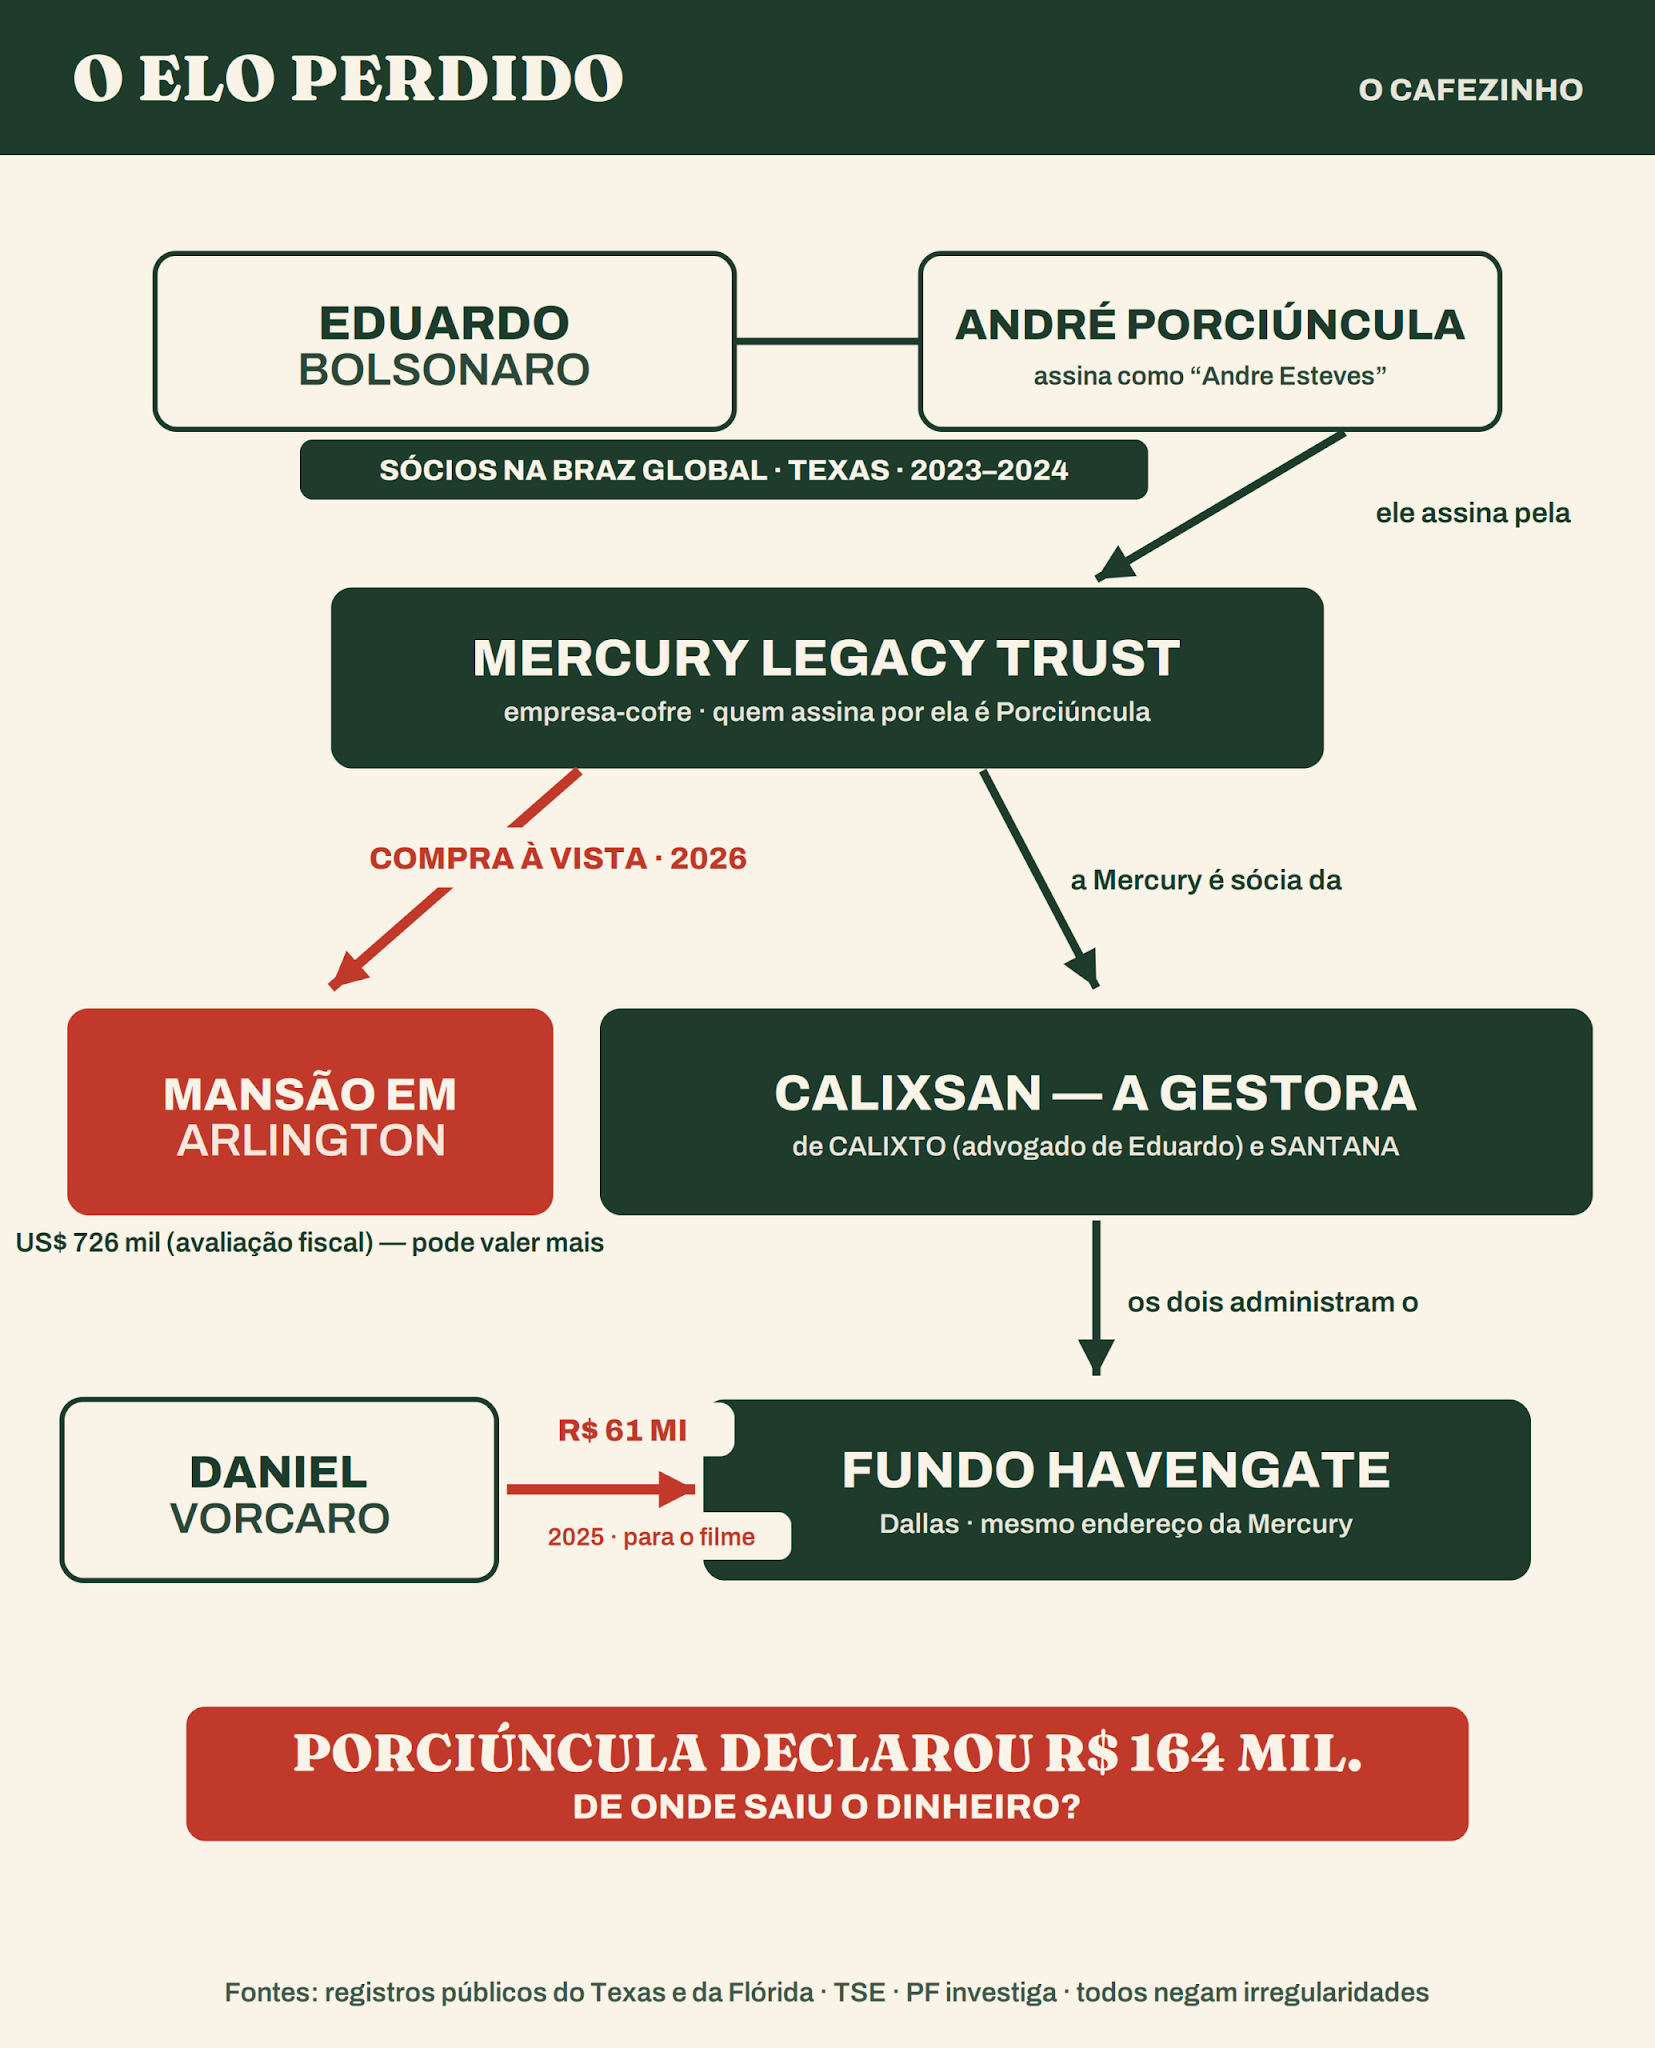 O ELO PERDIDO
O CAFEZINHO
EDUARDO
BOLSONARO
ANDRÉ PORCIÚNCULA
assina como “Andre Esteves”
SÓCIOS NA BRAZ GLOBAL · TEXAS · 2023–2024
ele assina pela
MERCURY LEGACY TRUST
empresa-cofre · quem assina por ela é Porciúncula
COMPRA À VISTA · 2026
a Mercury é sócia da
MANSÃO EM
ARLINGTON
US$ 726 mil (avaliação fiscal) — pode valer mais
CALIXSAN — A GESTORA
de CALIXTO (advogado de Eduardo) e SANTANA
os dois administram o
DANIEL
VORCARO
R$ 61 MI
2025 · para o filme
FUNDO HAVENGATE
Dallas · mesmo endereço da Mercury
PORCIÚNCULA DECLAROU R$ 164 MIL.
DE ONDE SAIU O DINHEIRO?
Fontes: registros públicos do Texas e da Flórida · TSE · PF investiga · todos negam irregularidades